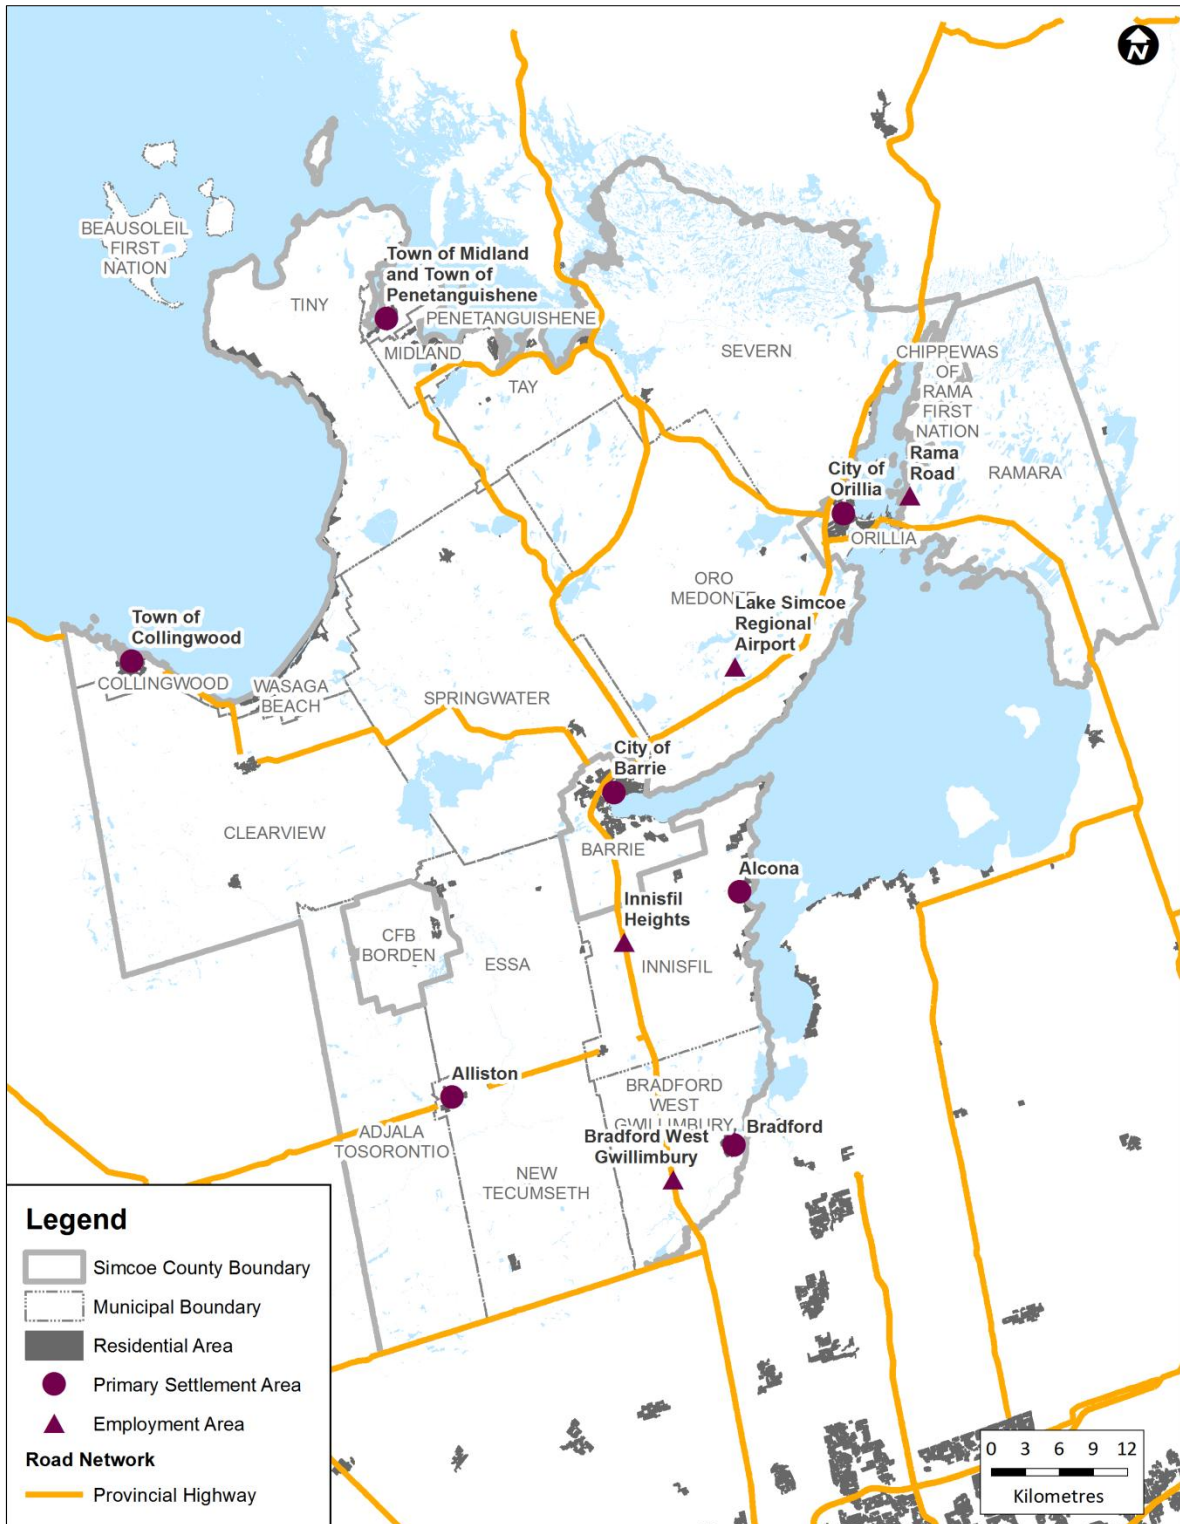 N
BEAUSOLEIL
FIRST
NATION
TINY
Town of Midland
and Town of
Penetanguishene
PENETANGUISHENE
MIDLAND
TAY
SEVERN
CHIPPEWAS
OF
RAMA
FIRST
NATION
Rama
Road
RAMARA
City of
Orillia
ORILLIA
ORO
MEDONTE
Lake Simcoe
Regional
Airport
Town of
Collingwood
COLLINGWOOD
WASAGA
BEACH
SPRINGWATER
City of
Barrie
BARRIE
CLEARVIEW
Alcona
Innisfil
Heights
INNISFIL
CFB
BORDEN
ESSA
Alliston
BRADFORD
WEST
GWILLIMBURY
Bradford
Bradford West
Gwillimbury
ADJALA
TOSORONTIO
NEW
TECUMSETH
Legend
Simcoe County Boundary
Municipal Boundary
Residential Area
Primary Settlement Area
Employment Area
Road Network
Provincial Highway
0 3 6 9 12
Kilometres